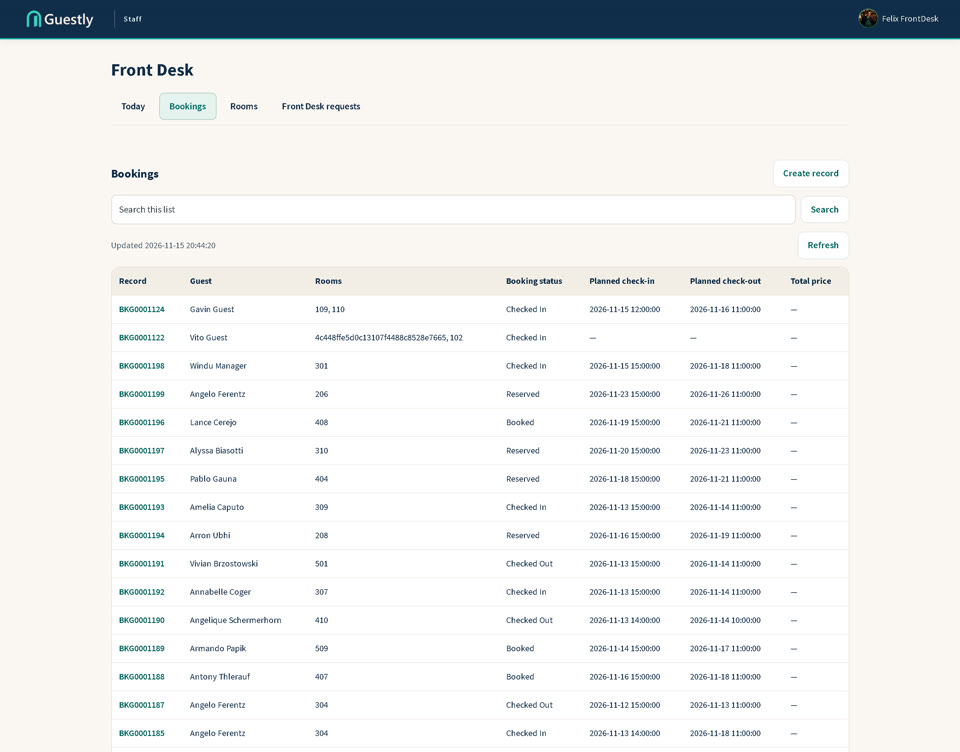 Guestly
Staff
Felix FrontDesk
Front Desk
Today Bookings Rooms Front Desk requests
Bookings
Create record
Search this list
Search
Updated 2026-11-15 20:44:20
Refresh
Record Guest Rooms Booking status Planned check-in Planned check-out Total price
BKG0001124 Gavin Guest 109, 110 Checked In 2026-11-15 12:00:00 2026-11-16 11:00:00 —
BKG0001122 Vito Guest 4c448ffe5d0c13107f4488c8528e7665, 102 Checked In — — —
BKG0001198 Windu Manager 301 Checked In 2026-11-15 15:00:00 2026-11-18 11:00:00 —
BKG0001199 Angelo Ferentz 206 Reserved 2026-11-23 15:00:00 2026-11-26 11:00:00 —
BKG0001196 Lance Cerejo 408 Booked 2026-11-19 15:00:00 2026-11-21 11:00:00 —
BKG0001197 Alyssa Biasotti 310 Reserved 2026-11-20 15:00:00 2026-11-23 11:00:00 —
BKG0001195 Pablo Gauna 404 Reserved 2026-11-18 15:00:00 2026-11-21 11:00:00 —
BKG0001193 Amelia Caputo 309 Checked In 2026-11-13 15:00:00 2026-11-14 11:00:00 —
BKG0001194 Arron Ubhi 208 Reserved 2026-11-16 15:00:00 2026-11-19 11:00:00 —
BKG0001191 Vivian Brzostowski 501 Checked Out 2026-11-13 15:00:00 2026-11-14 11:00:00 —
BKG0001192 Annabelle Coger 307 Checked In 2026-11-13 15:00:00 2026-11-14 11:00:00 —
BKG0001190 Angelique Schermerhorn 410 Checked Out 2026-11-13 14:00:00 2026-11-14 10:00:00 —
BKG0001189 Armando Papik 509 Booked 2026-11-14 15:00:00 2026-11-17 11:00:00 —
BKG0001188 Antony Thlerauf 407 Booked 2026-11-16 15:00:00 2026-11-18 11:00:00 —
BKG0001187 Angelo Ferentz 304 Checked Out 2026-11-12 15:00:00 2026-11-13 11:00:00 —
BKG0001185 Angelo Ferentz 304 Checked In 2026-11-13 14:00:00 2026-11-18 11:00:00 —